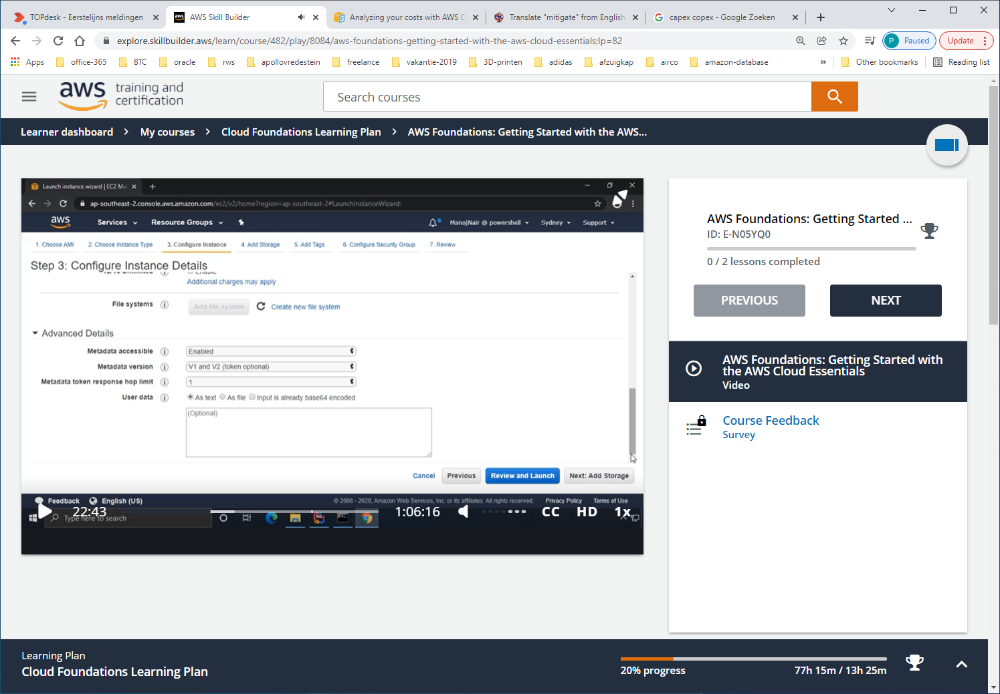 TOPdesk - Eerstelijns meldingen
AWS Skill Builder
Analyzing your costs with AWS C
Translate "mitigate" from English
capex copex - Google Zoeken
explore.skillbuilder.aws/learn/course/482/play/8084/aws-foundations-getting-started-with-the-aws-cloud-essentials;lp=82
P Paused
Update
Apps office-365 BTC oracle rws apollovredestein freelance vakantie-2019 3D-printen adidas afzuigkap airco amazon-database » Other bookmarks Reading list
aws training and
certification
Search courses
Learner dashboard > My courses > Cloud Foundations Learning Plan > AWS Foundations: Getting Started with the AWS...
Launch instance wizard | EC2 Ma
ap-southeast-2.console.aws.amazon.com/ec2/v2/home?region=ap-southeast-2#LaunchInstanceWizard:
aws Services Resource Groups ManojNair @ powershell Sydney Support
1. Choose AMI 2. Choose Instance Type 3. Configure Instance 4. Add Storage 5. Add Tags 6. Configure Security Group 7. Review
Step 3: Configure Instance Details
Enable
Additional charges may apply
File systems Add file system Create new file system
Advanced Details
Metadata accessible Enabled
Metadata version V1 and V2 (token optional)
Metadata token response hop limit 1
User data As text As file Input is already base64 encoded
(Optional)
Cancel Previous Review and Launch Next: Add Storage
Feedback English (US) © 2008 - 2020, Amazon Web Services, Inc. or its affiliates. All rights reserved. Privacy Policy Terms of Use
22:43 1:06:16 CC HD 1x
Type here to search
AWS Foundations: Getting Started ...
ID: E-N05YQ0
0 / 2 lessons completed
PREVIOUS NEXT
AWS Foundations: Getting Started with
the AWS Cloud Essentials
Video
Course Feedback
Survey
Learning Plan
Cloud Foundations Learning Plan
20% progress 77h 15m / 13h 25m